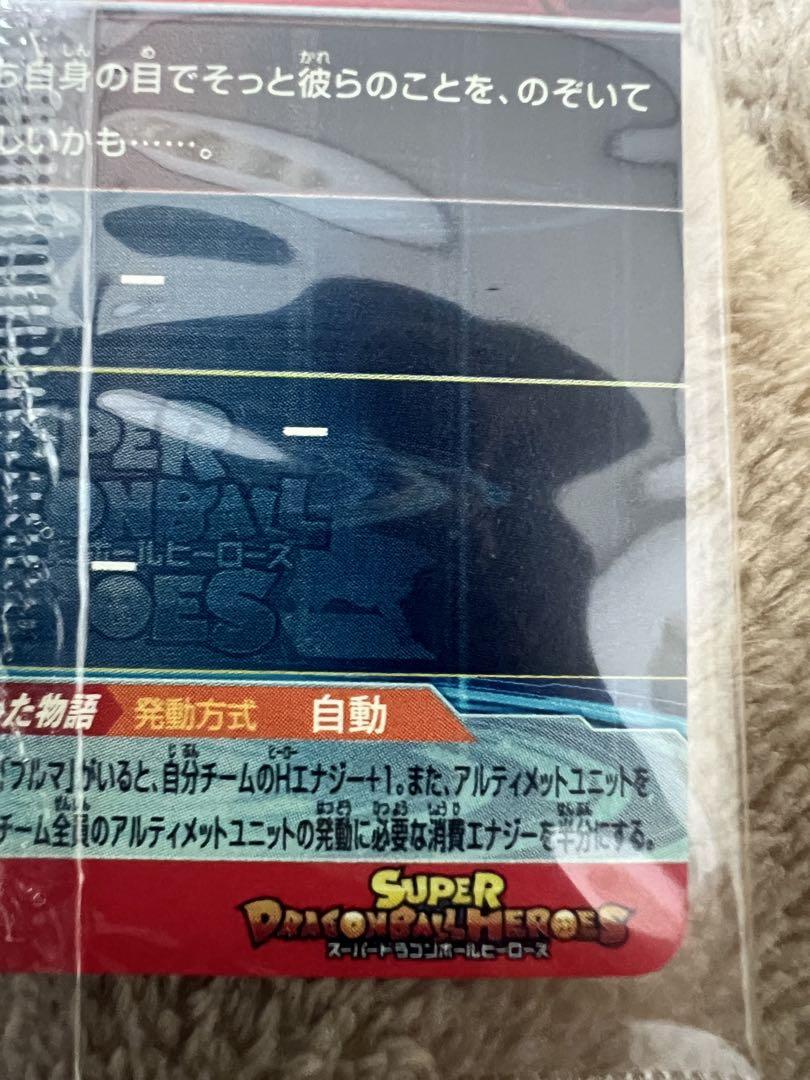 ち自身の目でそっと彼らのことを、のぞいて
しいかも……。
PER
ONBALL
ボールヒーローズ
OES
た物語 発動方式 自動
「ブルマ」がいると、自分チームのHエナジー+1。また、アルティメットユニットを
チーム全員のアルティメットユニットの発動に必要な消費エナジーを半分にする。
SUPER
DRAGONBALL HEROES
スーパードラゴンボールヒーローズ